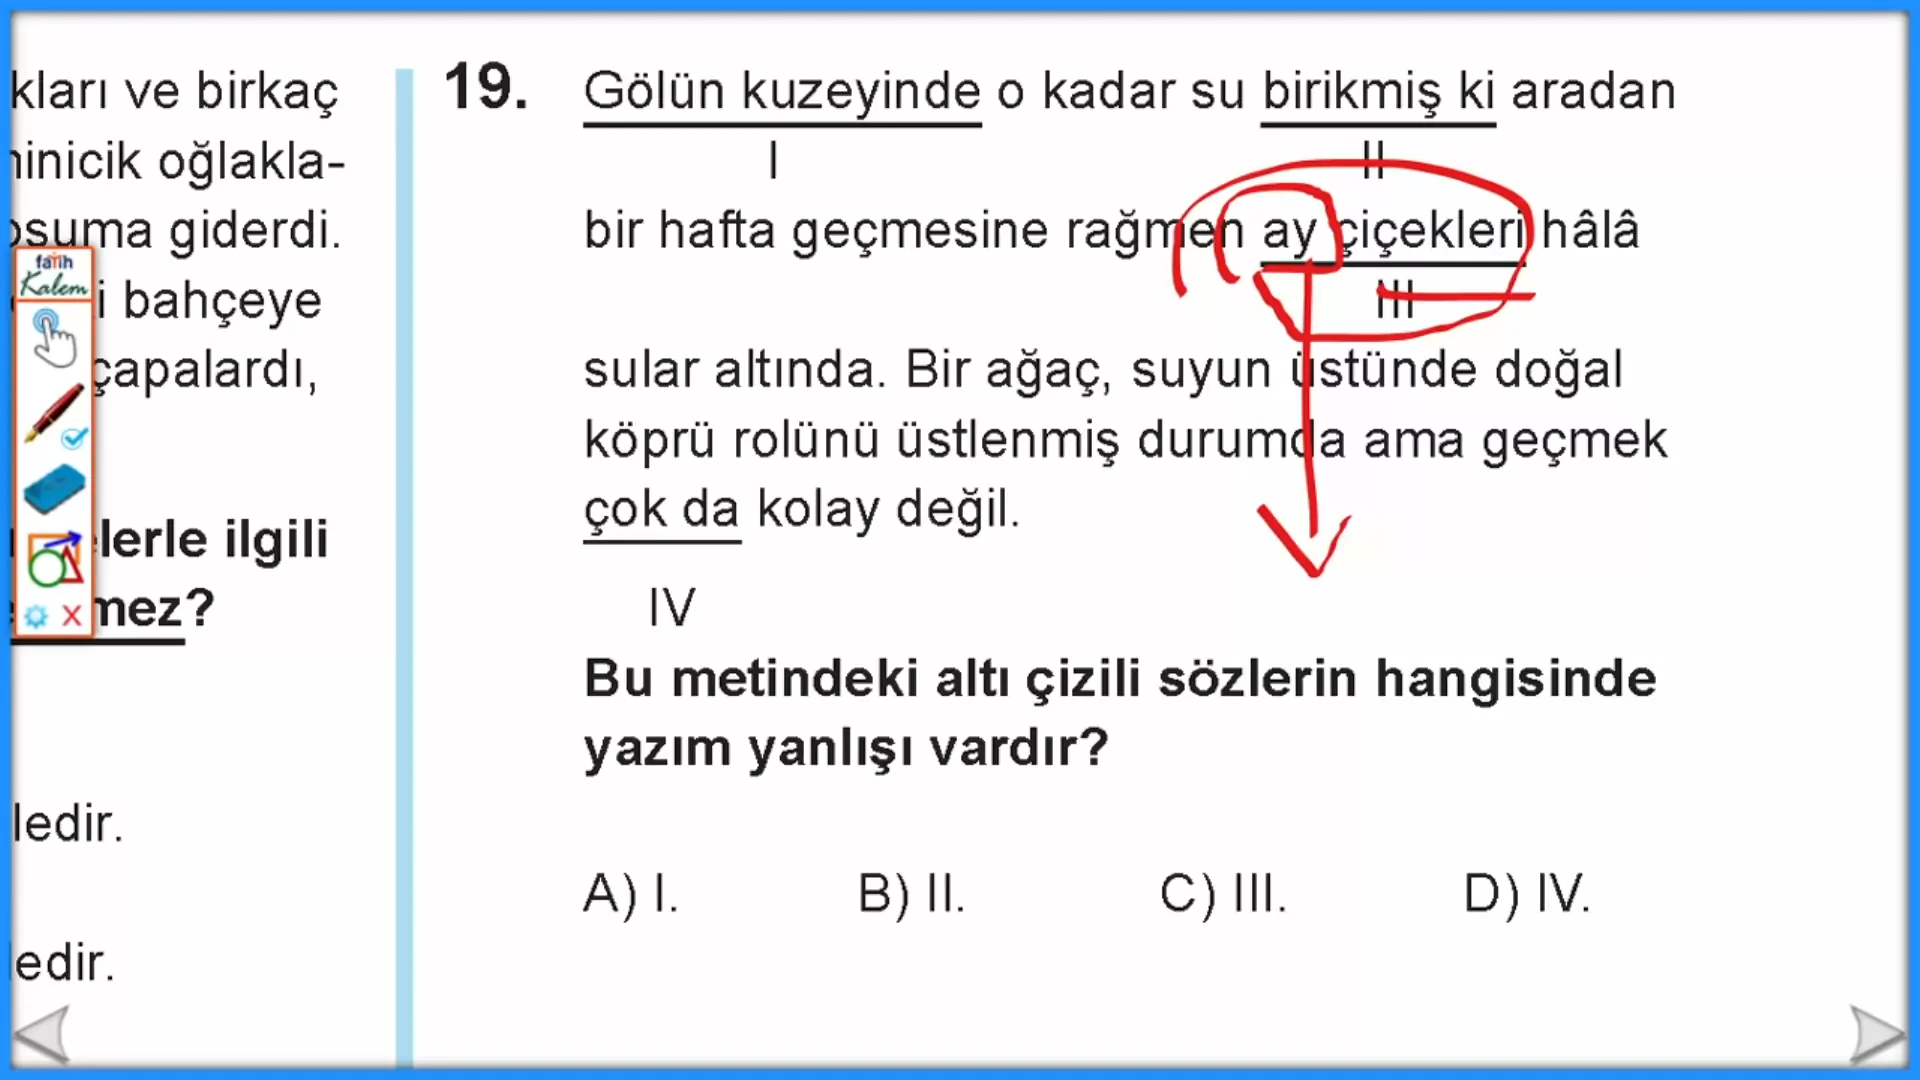 kları ve birkaç
inicik oğlakla-
osuma giderdi.
i bahçeye
çapalardı,
lerle ilgili
mez?
ledir.
edir.
fatih
Kalem
19. Gölün kuzeyinde o kadar su birikmiş ki aradan
I II
bir hafta geçmesine rağmen ay çiçekleri hâlâ
III
sular altında. Bir ağaç, suyun üstünde doğal
köprü rolünü üstlenmiş durumda ama geçmek
çok da kolay değil.
IV
Bu metindeki altı çizili sözlerin hangisinde
yazım yanlışı vardır?
A) I. B) II. C) III. D) IV.